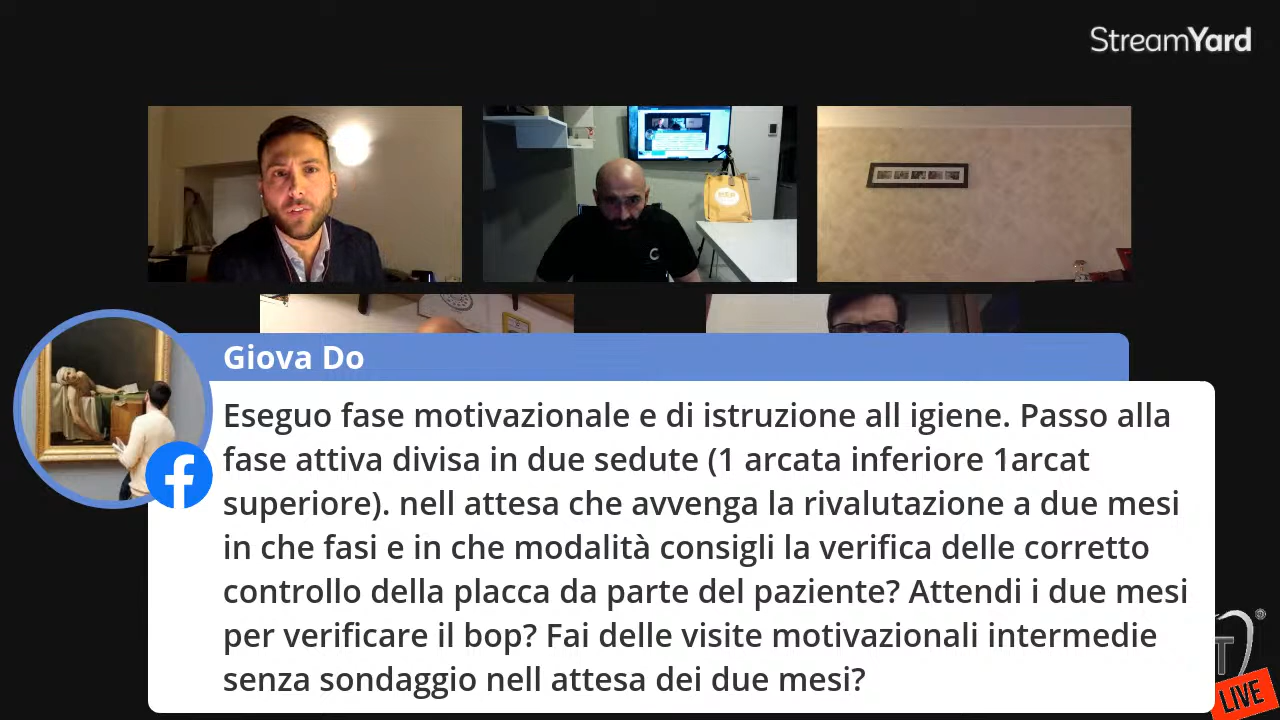 StreamYard
Giova Do
Eseguo fase motivazionale e di istruzione all igiene. Passo alla
fase attiva divisa in due sedute (1 arcata inferiore 1arcat
superiore). nell attesa che avvenga la rivalutazione a due mesi
in che fasi e in che modalità consigli la verifica delle corretto
controllo della placca da parte del paziente? Attendi i due mesi
per verificare il bop? Fai delle visite motivazionali intermedie
senza sondaggio nell attesa dei due mesi?
T
LIVE